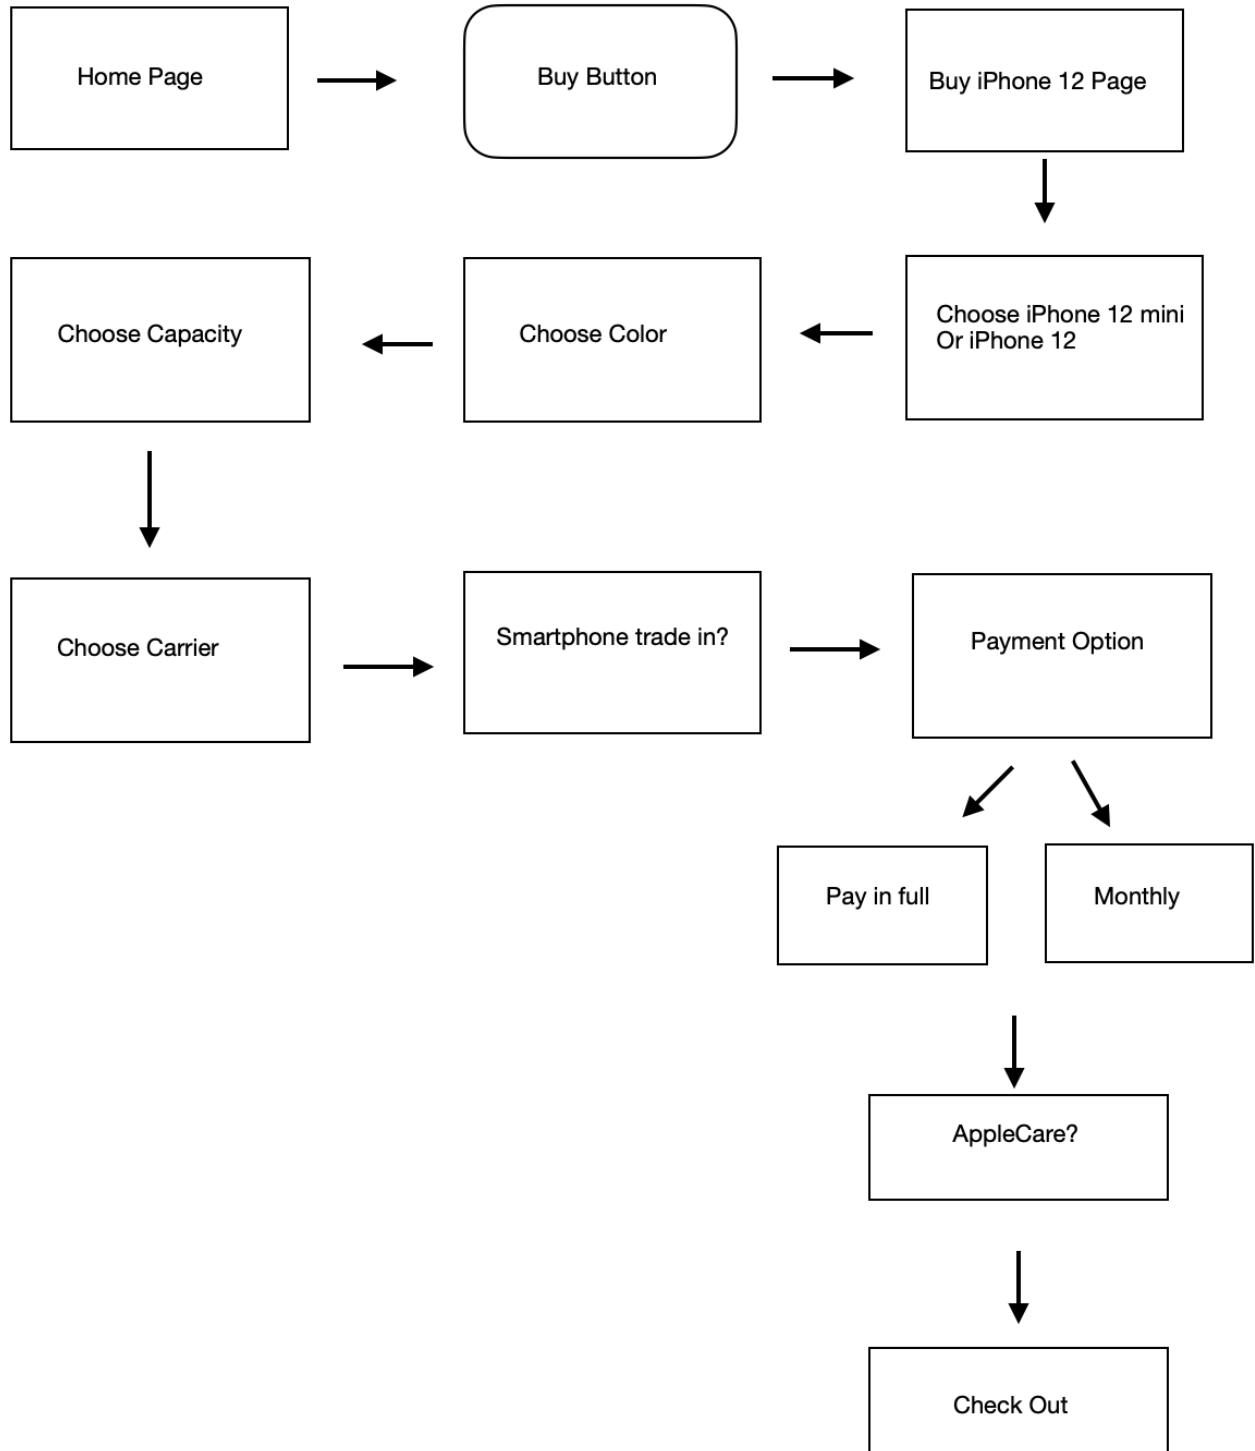 Home Page
Buy Button
Buy iPhone 12 Page
Choose iPhone 12 mini
Or iPhone 12
Choose Color
Choose Capacity
Choose Carrier
Smartphone trade in?
Payment Option
Pay in full
Monthly
AppleCare?
Check Out